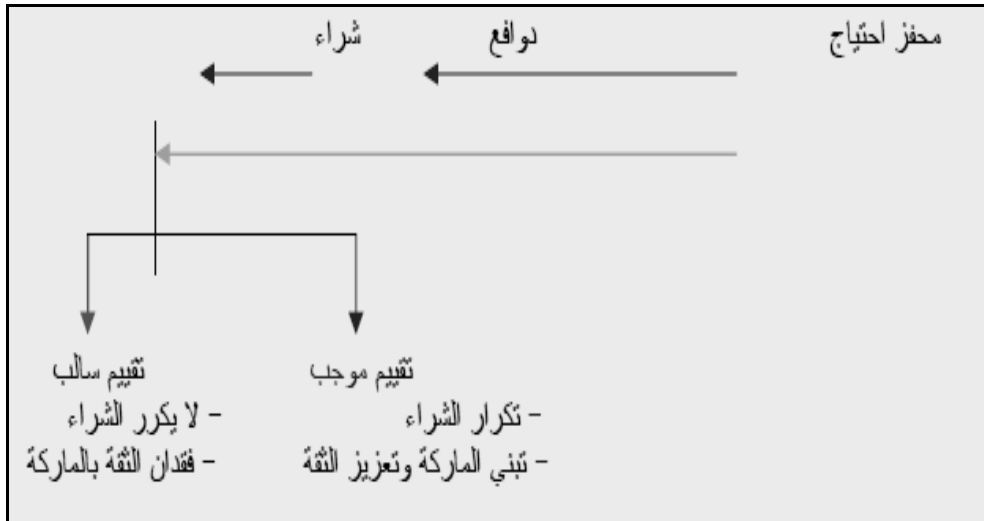 محفز احتياج دوافع شراء
تقييم موجب
- تكرار الشراء
- تبني الماركة وتعزيز الثقة
تقييم سالب
- لا يكرر الشراء
- فقدان الثقة بالماركة